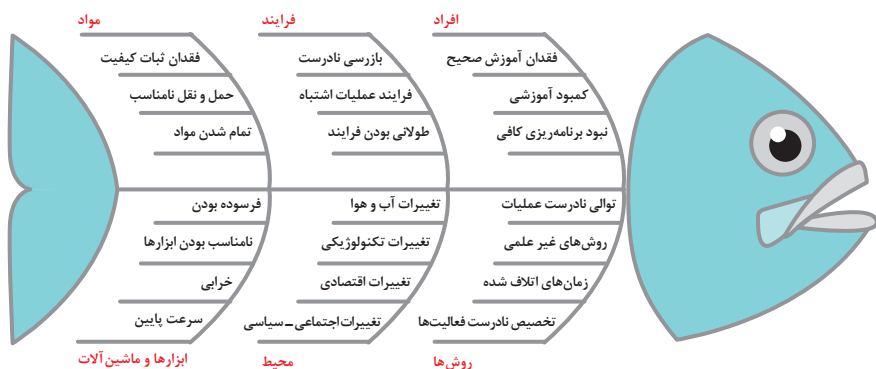 افراد
فقدان آموزش صحیح
کمبود آموزشی
نبود برنامه‌ریزی کافی
فرایند
بازرسی نادرست
فرایند عملیات اشتباه
طولانی بودن فرایند
مواد
فقدان ثبات کیفیت
حمل و نقل نامناسب
تمام شدن مواد
توالی نادرست عملیات
روش‌های غیر علمی
زمان‌های اتلاف شده
تخصیص نادرست فعالیت‌ها
روش‌ها
تغییرات آب و هوا
تغییرات تکنولوژیکی
تغییرات اقتصادی
تغییرات اجتماعی ـ سیاسی
محیط
فرسوده بودن
نامناسب بودن ابزارها
خرابی
سرعت پایین
ابزارها و ماشین‌آلات